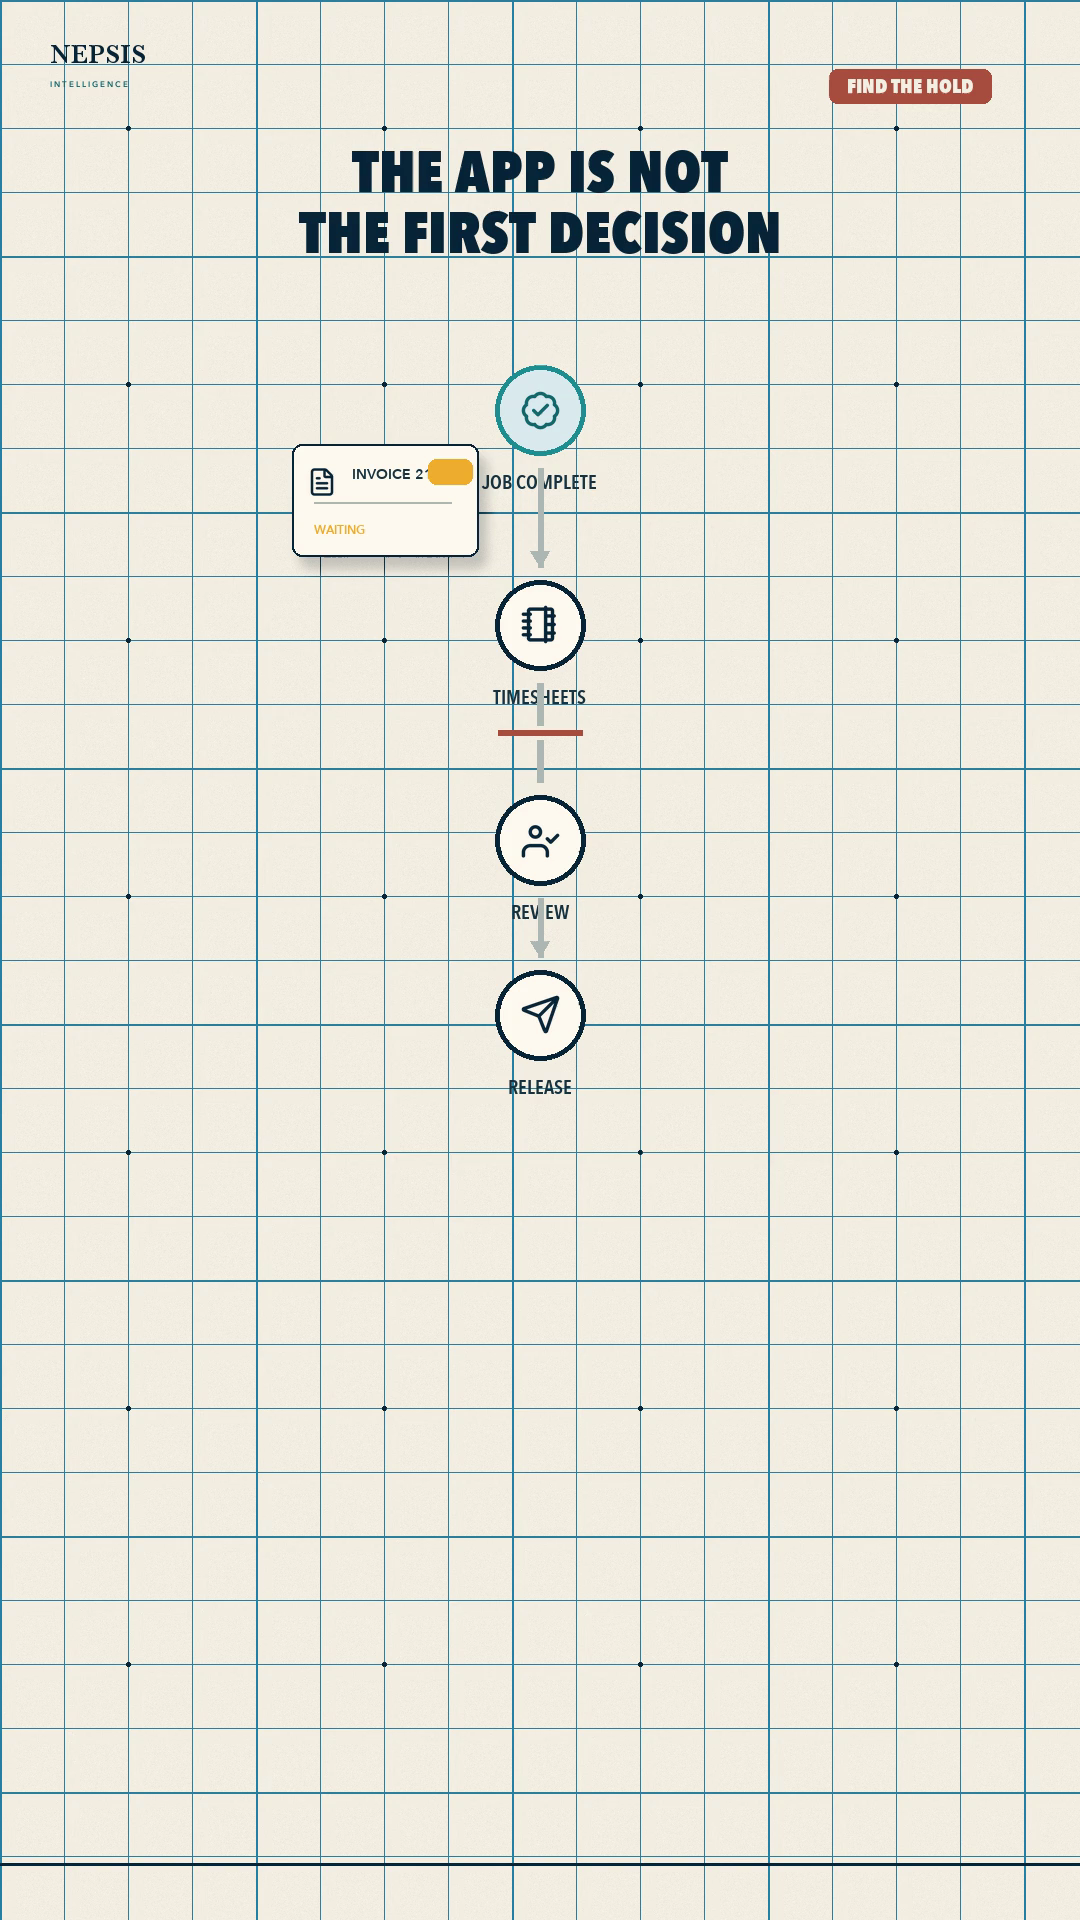 NEPSIS
INTELLIGENCE
FIND THE HOLD
THE APP IS NOT
THE FIRST DECISION
JOB COMPLETE
INVOICE
WAITING
TIMESHEETS
REVIEW
RELEASE